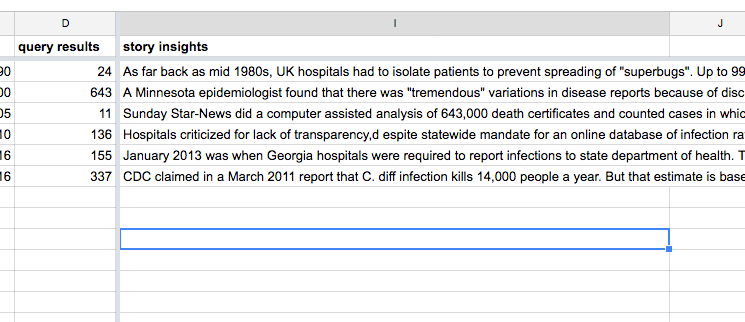 D I J
query results story insights
90 24 As far back as mid 1980s, UK hospitals had to isolate patients to prevent spreading of "superbugs". Up to 99
00 643 A Minnesota epidemiologist found that there was "tremendous" variations in disease reports because of disc
05 11 Sunday Star-News did a computer assisted analysis of 643,000 death certificates and counted cases in whic
10 136 Hospitals criticized for lack of transparency,d espite statewide mandate for an online database of infection ra
16 155 January 2013 was when Georgia hospitals were required to report infections to state department of health. T
16 337 CDC claimed in a March 2011 report that C. diff infection kills 14,000 people a year. But that estimate is base